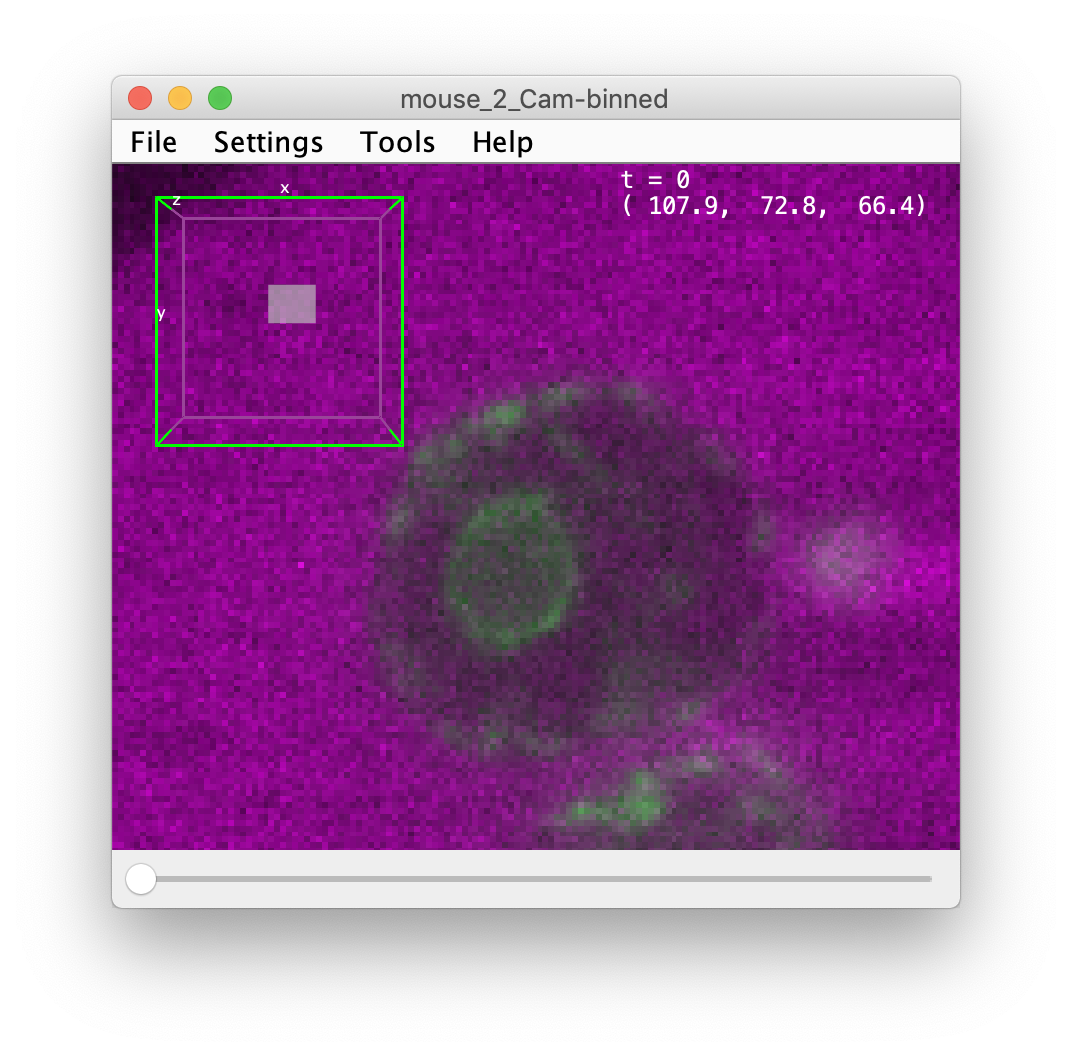 mouse_2_Cam-binned
File Settings Tools Help
t = 0
( 107.9, 72.8, 66.4)
x
z
y